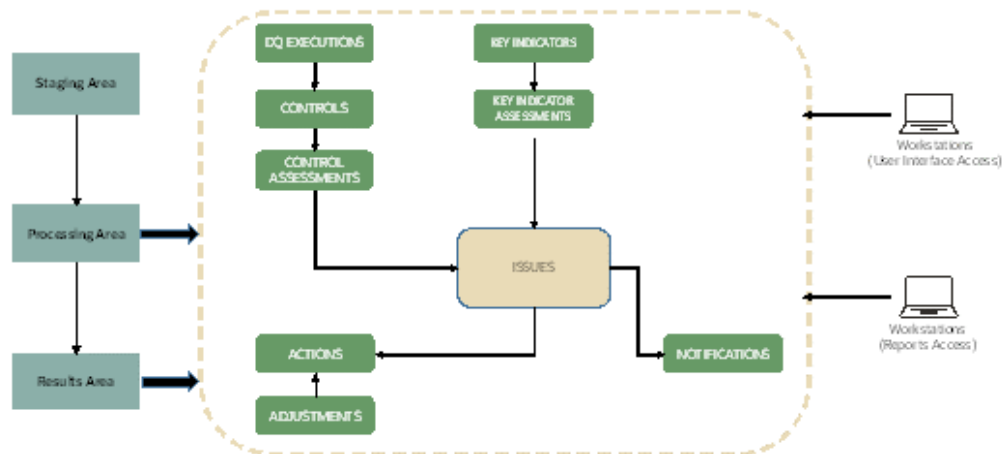 DQ EXECUTIONS
KEY INDICATORS
Staging Area
CONTROLS
KEY INDICATOR
ASSESSMENTS
Workstations
(User Interface Access)
CONTROL
ASSESSMENTS
Processing Area
ISSUES
Workstations
(Reports Access)
ACTIONS
NOTIFICATIONS
Results Area
ADJUSTMENTS